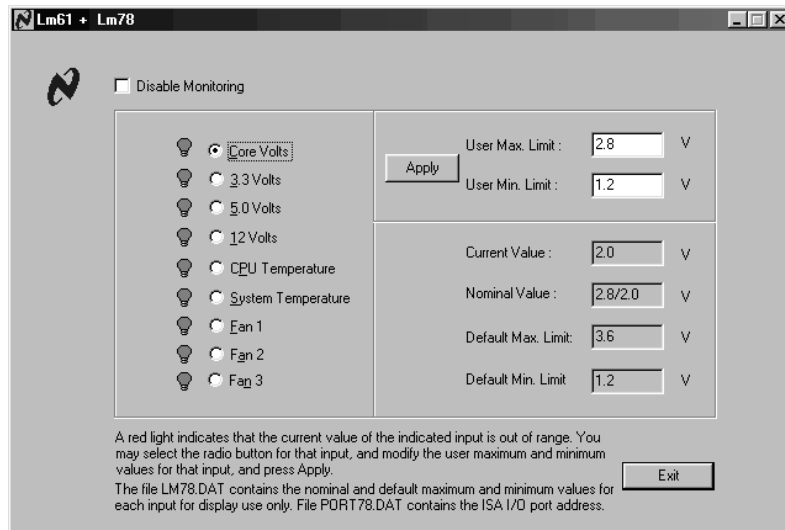 Lm61 + Lm78
Disable Monitoring
Core Volts
3.3 Volts
5.0 Volts
12 Volts
CPU Temperature
System Temperature
Fan 1
Fan 2
Fan 3
Apply
User Max. Limit : 2.8 V
User Min. Limit : 1.2 V
Current Value : 2.0 V
Nominal Value : 2.8/2.0 V
Default Max. Limit: 3.6 V
Default Min. Limit 1.2 V
A red light indicates that the current value of the indicated input is out of range. You
may select the radio button for that input, and modify the user maximum and minimum
values for that input, and press Apply.
The file LM78.DAT contains the nominal and default maximum and minimum values for
each input for display use only. File PORT78.DAT contains the ISA I/O port address.
Exit